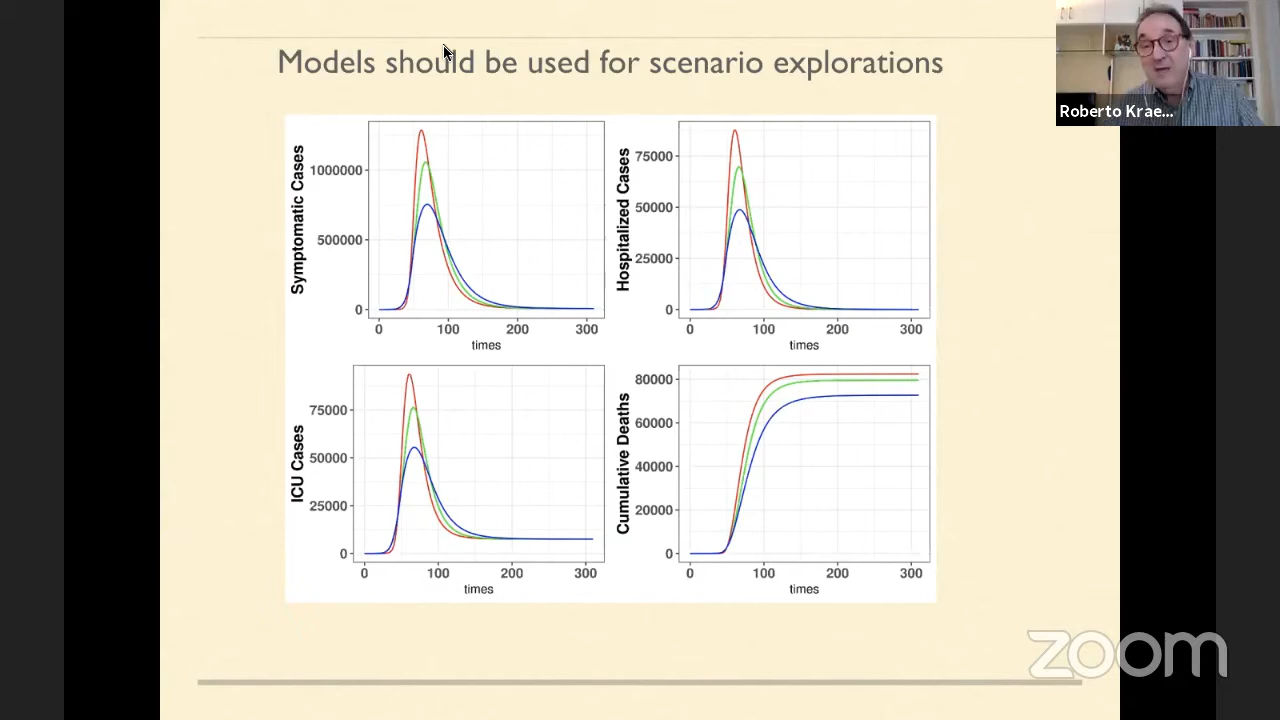 Models should be used for scenario explorations
Roberto Krae...
Symptomatic Cases
1000000
500000
0
0 100 200 300
times
Hospitalized Cases
75000
50000
25000
0
0 100 200 300
times
ICU Cases
75000
50000
25000
0
0 100 200 300
times
Cumulative Deaths
80000
60000
40000
20000
0
0 100 200 300
times
zoom